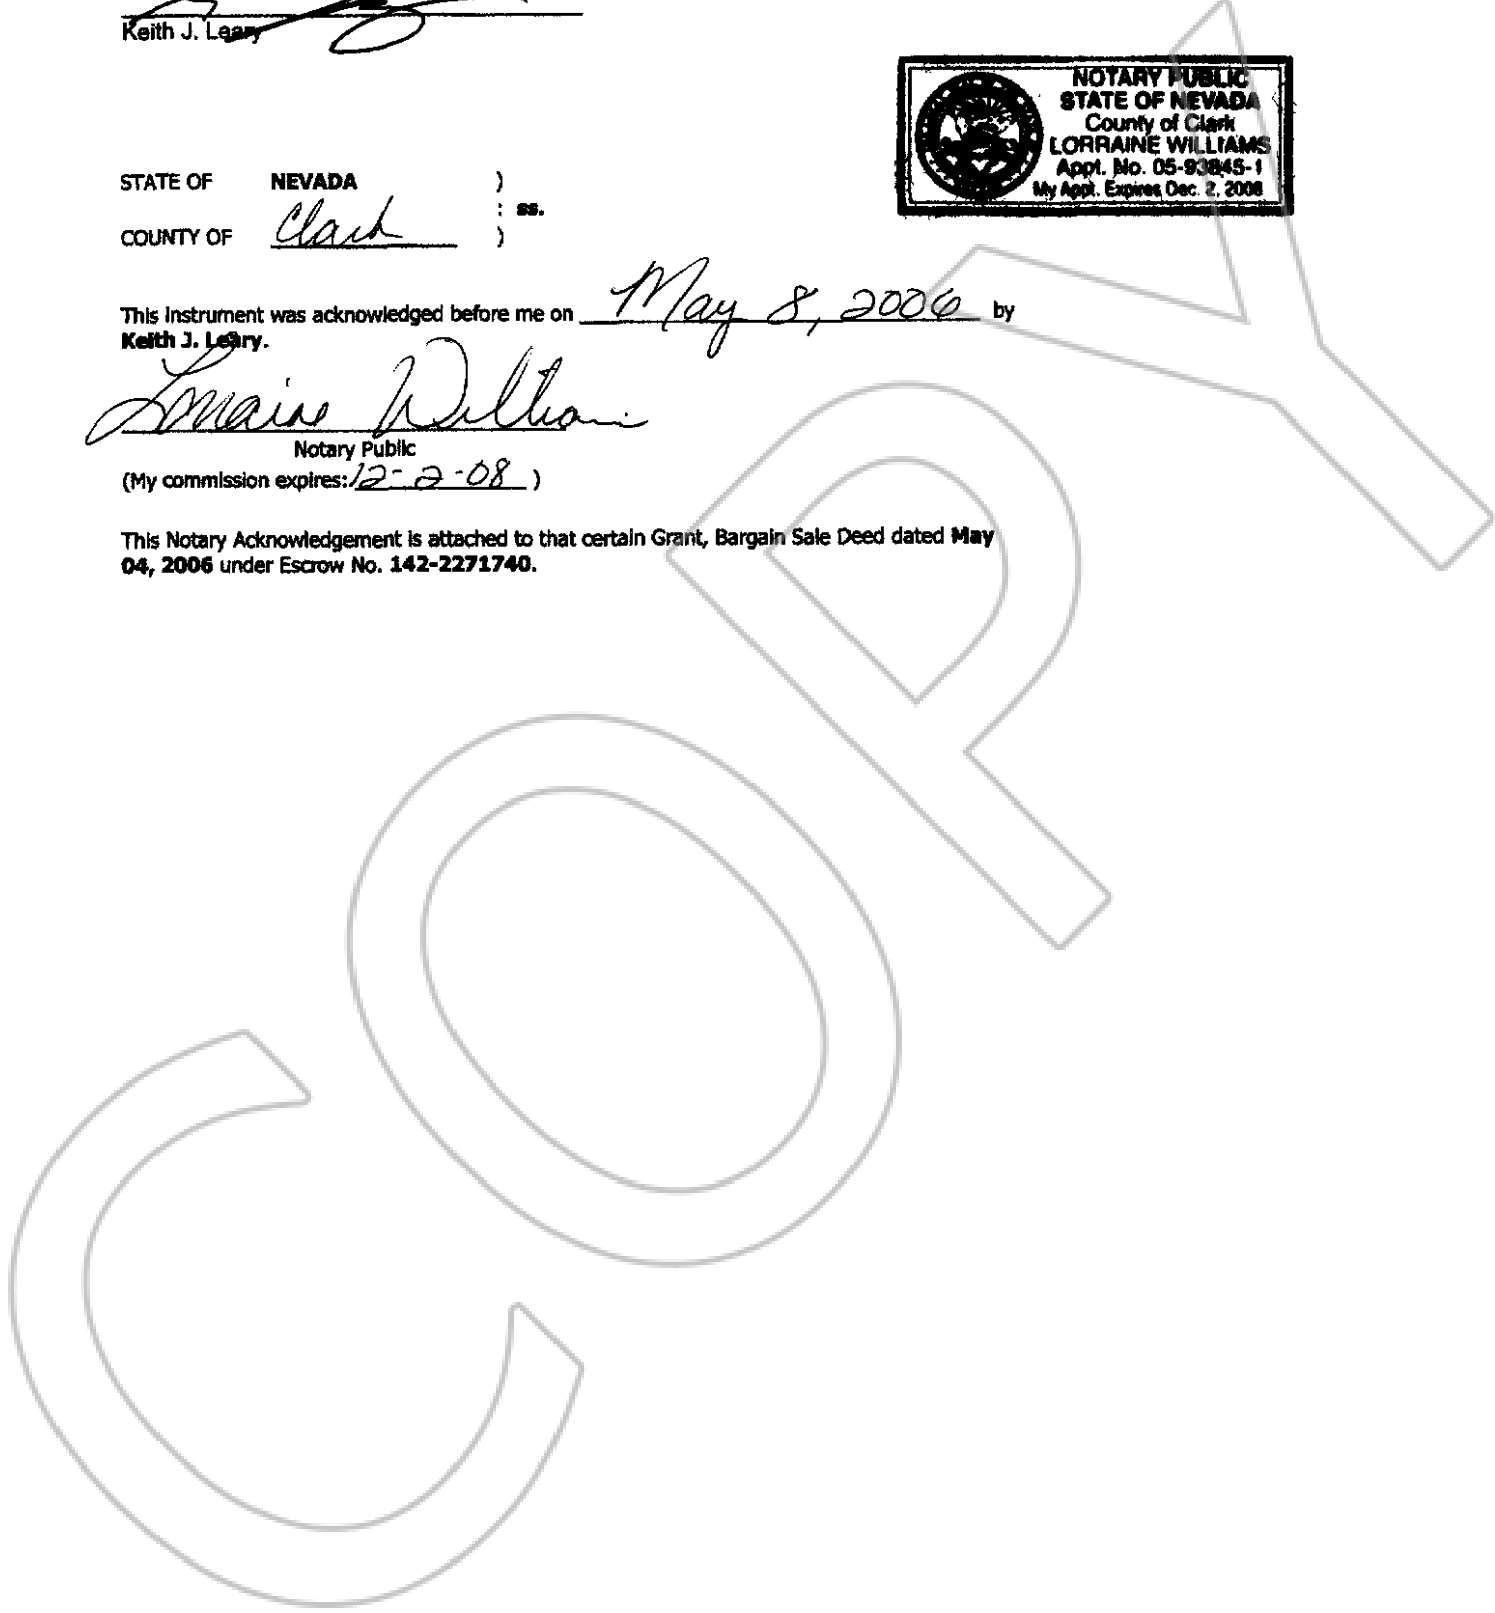 Keith J. Leary
NOTARY PUBLIC
STATE OF NEVADA
County of Clark
LORRAINE WILLIAMS
Appt. No. 05-93845-1
My Appt. Expires Dec. 2, 2008
STATE OF NEVADA )
: ss.
COUNTY OF Clark )
This instrument was acknowledged before me on May 8, 2006 by
Keith J. Leary.
Lorraine Williams
Notary Public
(My commission expires: 12-2-08 )
This Notary Acknowledgement is attached to that certain Grant, Bargain Sale Deed dated May
04, 2006 under Escrow No. 142-2271740.
COPY